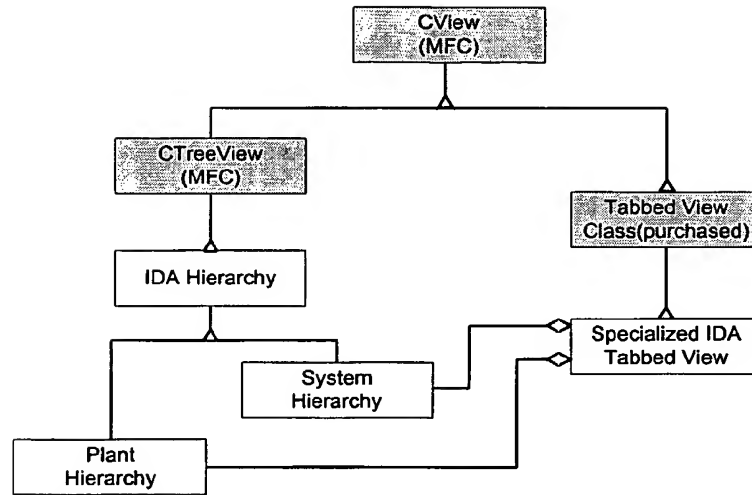 CView
(MFC)
CTreeView
(MFC)
Tabbed View
Class(purchased)
IDA Hierarchy
Specialized IDA
Tabbed View
System
Hierarchy
Plant
Hierarchy